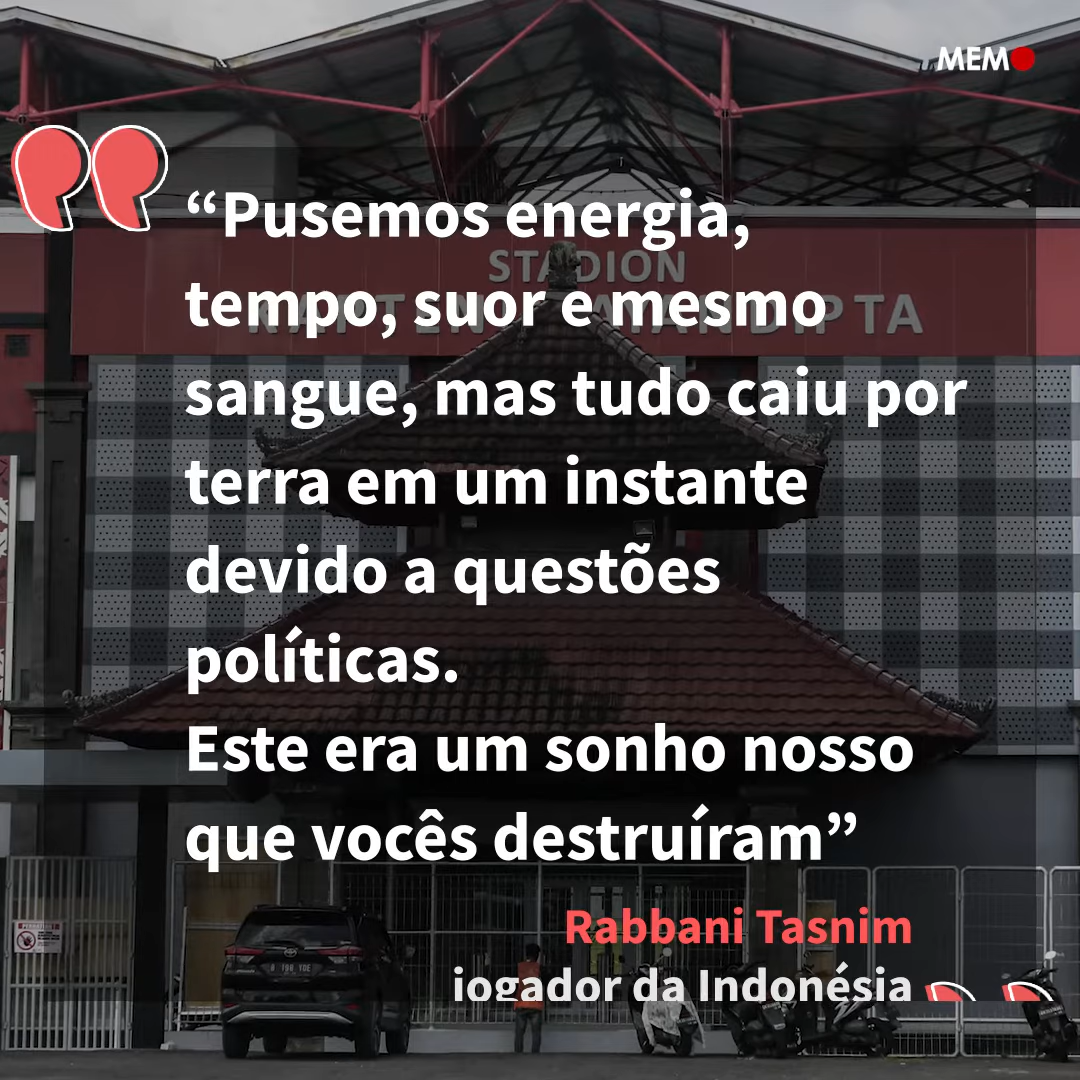 MEMO
“Pusemos energia,
STADION
tempo, suor e mesmo
sangue, mas tudo caiu por
terra em um instante
devido a questões
políticas.
Este era um sonho nosso
que vocês destruíram”
Rabbani Tasnim
jogador da Indonésia